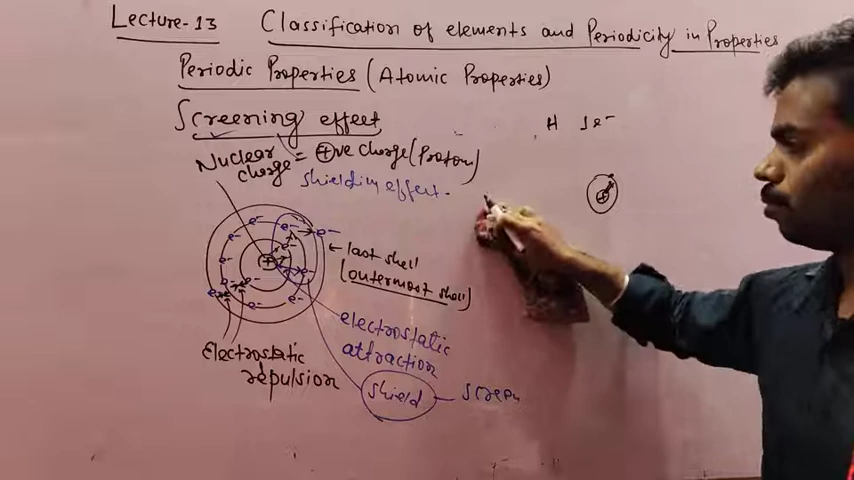 Lecture-13 Classification of elements and Periodicity in Properties
Periodic Properties (Atomic Properties)
Screening effect
H 1e⁻
Nuclear charge = +ve charge (Proton)
shielding effect.
e⁻ e⁻ e⁻
e⁻ e⁻
e⁻ + e⁻
e⁻ e⁻ e⁻
e⁻
+
last shell
(outermost shell)
electrostatic
attraction
Electrostatic
repulsion
shield — screen